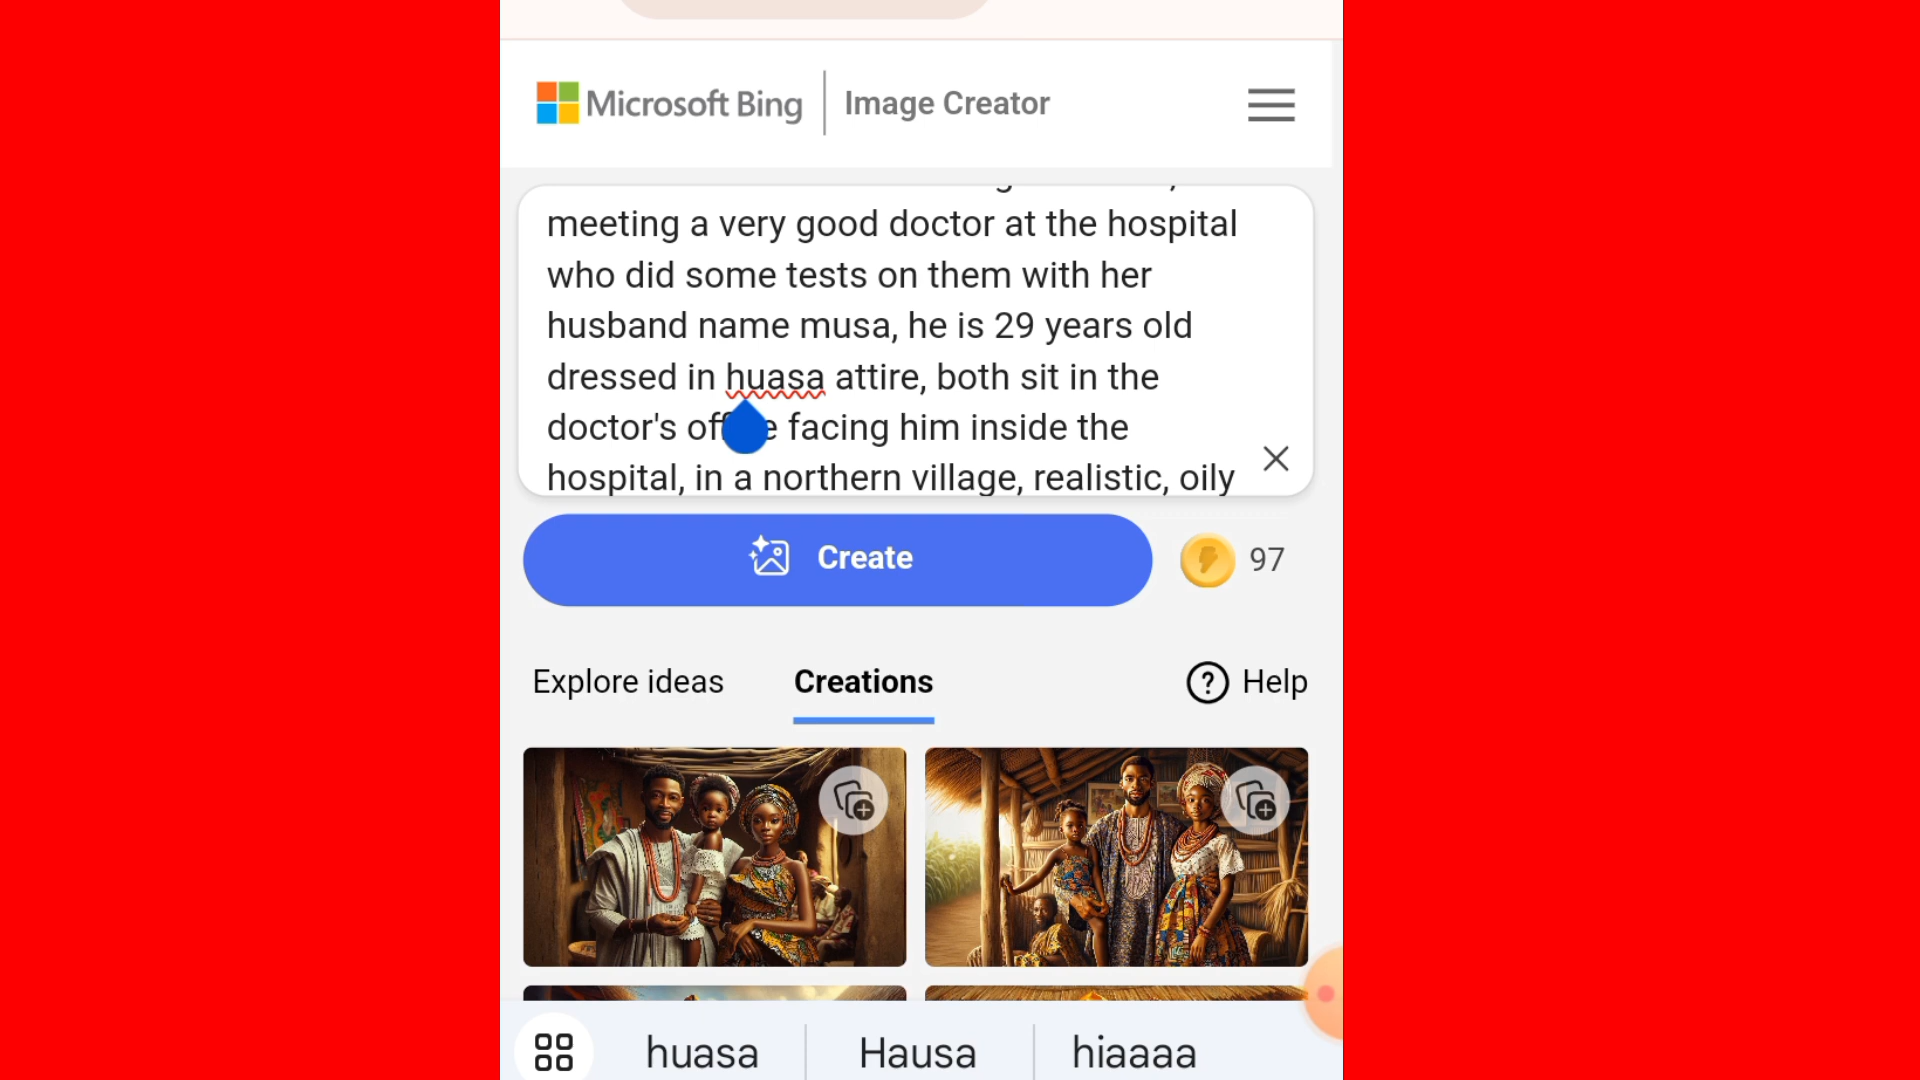 Microsoft Bing
Image Creator
meeting a very good doctor at the hospital
who did some tests on them with her
husband name musa, he is 29 years old
dressed in huasa attire, both sit in the
doctor's office facing him inside the
hospital, in a northern village, realistic, oily
Create
97
Explore ideas
Creations
? Help
huasa
Hausa
hiaaaa